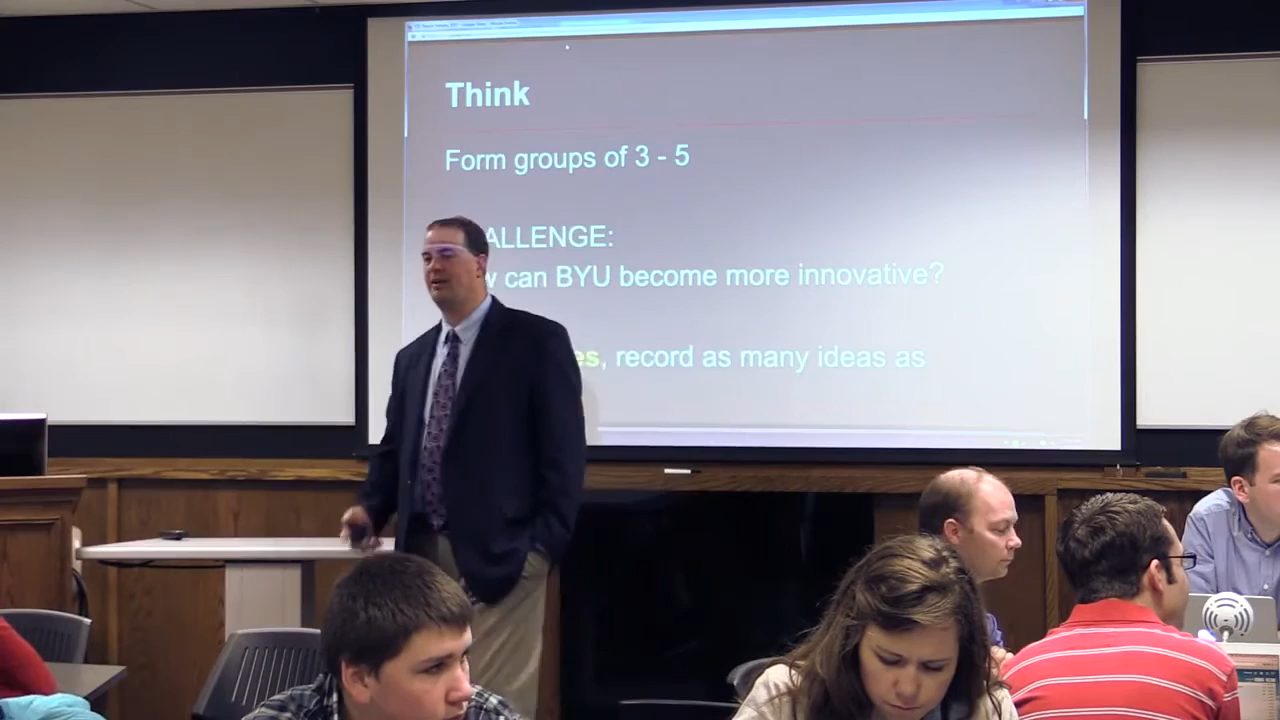 Think
Form groups of 3 - 5
ALLENGE:
w can BYU become more innovative?
es, record as many ideas as